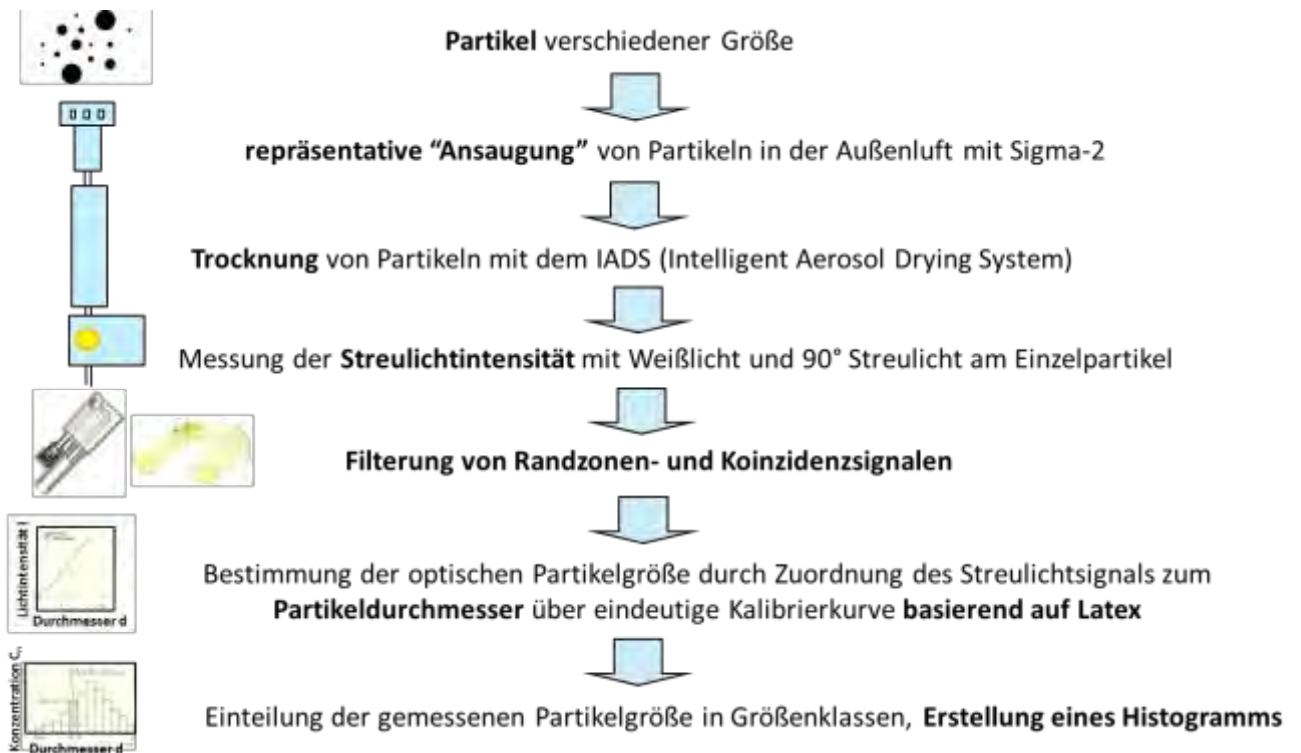 Partikel verschiedener Größe
repräsentative “Ansaugung” von Partikeln in der Außenluft mit Sigma-2
Trocknung von Partikeln mit dem IADS (Intelligent Aerosol Drying System)
Messung der Streulichtintensität mit Weißlicht und 90° Streulicht am Einzelpartikel
Filterung von Randzonen- und Koinzidenzsignalen
Lichtintensität I
Durchmesser d
Bestimmung der optischen Partikelgröße durch Zuordnung des Streulichtsignals zum
Partikeldurchmesser über eindeutige Kalibrierkurve basierend auf Latex
Konzentration
Durchmesser d
Einteilung der gemessenen Partikelgröße in Größenklassen, Erstellung eines Histogramms